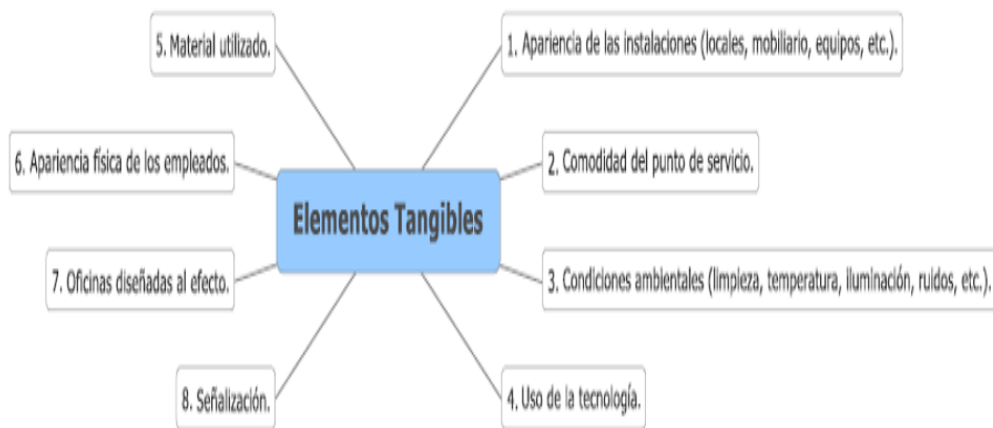 5. Material utilizado.
1. Apariencia de las instalaciones (locales, mobiliario, equipos, etc.).
6. Apariencia física de los empleados.
2. Comodidad del punto de servicio.
Elementos Tangibles
7. Oficinas diseñadas al efecto.
3. Condiciones ambientales (limpieza, temperatura, iluminación, ruidos, etc.).
8. Señalización.
4. Uso de la tecnología.